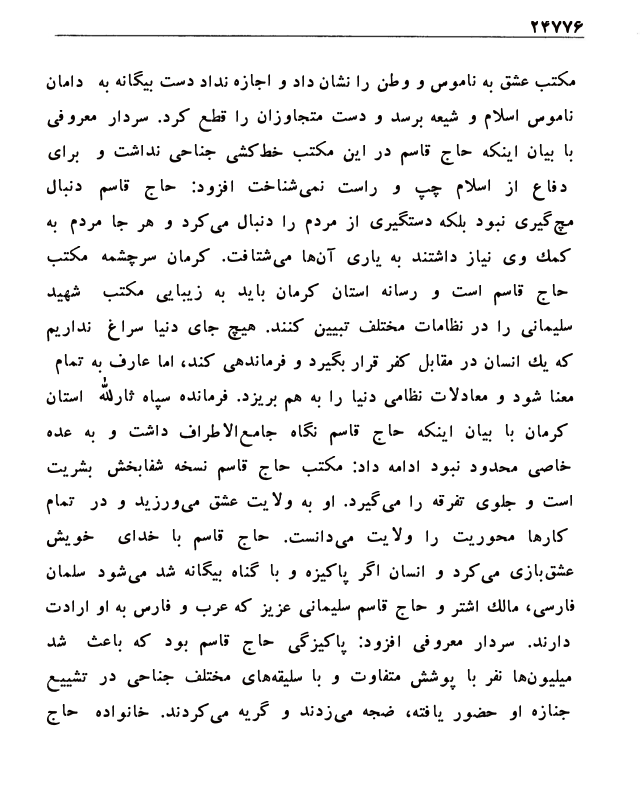 ۲۴۷۷۶
مکتب عشق به ناموس و وطن را نشان داد و اجازه نداد دست بیگانه به دامان
ناموس اسلام و شیعه برسد و دست متجاوزان را قطع کرد. سردار معروفی
با بیان اینکه حاج قاسم در این مکتب خط‌کشی جناحی نداشت و برای
دفاع از اسلام چپ و راست نمی‌شناخت افزود: حاج قاسم دنبال
مچ‌گیری نبود بلکه دستگیری از مردم را دنبال می‌کرد و هر جا مردم به
کمك وی نیاز داشتند به یاری آن‌ها می‌شتافت. کرمان سرچشمه مکتب
حاج قاسم است و رسانه استان کرمان باید به زیبایی مکتب شهید
سلیمانی را در نظامات مختلف تبیین کنند. هیچ جای دنیا سراغ نداریم
که یك انسان در مقابل کفر قرار بگیرد و فرماندهی کند، اما عارف به تمام
معنا شود و معادلات نظامی دنیا را به هم بریزد. فرمانده سپاه ثارالله استان
کرمان با بیان اینکه حاج قاسم نگاه جامع‌الاطراف داشت و به عده
خاصی محدود نبود ادامه داد: مکتب حاج قاسم نسخه شفابخش بشریت
است و جلوی تفرقه را می‌گیرد. او به ولایت عشق می‌ورزید و در تمام
کارها محوریت را ولایت می‌دانست. حاج قاسم با خدای خویش
عشق‌بازی می‌کرد و انسان اگر پاکیزه و با گناه بیگانه شد می‌شود سلمان
فارسی، مالك اشتر و حاج قاسم سلیمانی عزیز که عرب و فارس به او ارادت
دارند. سردار معروفی افزود: پاکیزگی حاج قاسم بود که باعث شد
میلیون‌ها نفر با پوشش متفاوت و با سلیقه‌های مختلف جناحی در تشییع
جنازه او حضور یافته، ضجه می‌زدند و گریه می‌کردند. خانواده حاج